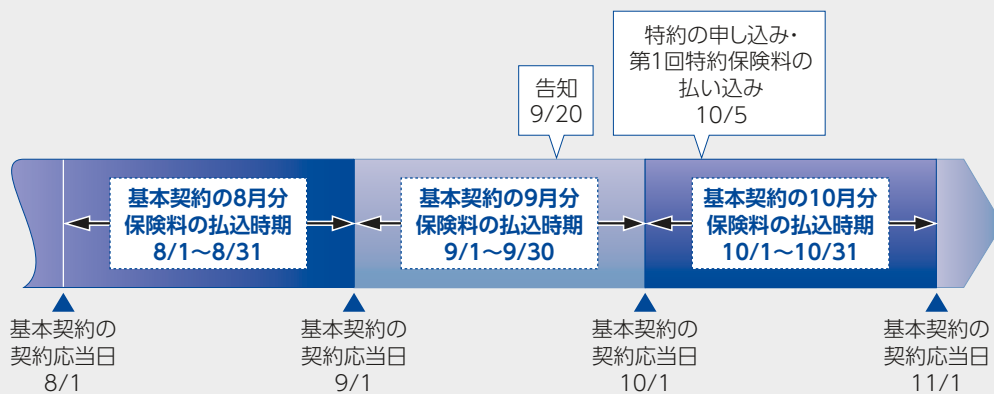 特約の申し込み・
第1回特約保険料の
払い込み
10/5
告知
9/20
基本契約の8月分
保険料の払込時期
8/1～8/31
基本契約の9月分
保険料の払込時期
9/1～9/30
基本契約の10月分
保険料の払込時期
10/1～10/31
基本契約の
契約応当日
8/1
基本契約の
契約応当日
9/1
基本契約の
契約応当日
10/1
基本契約の
契約応当日
11/1